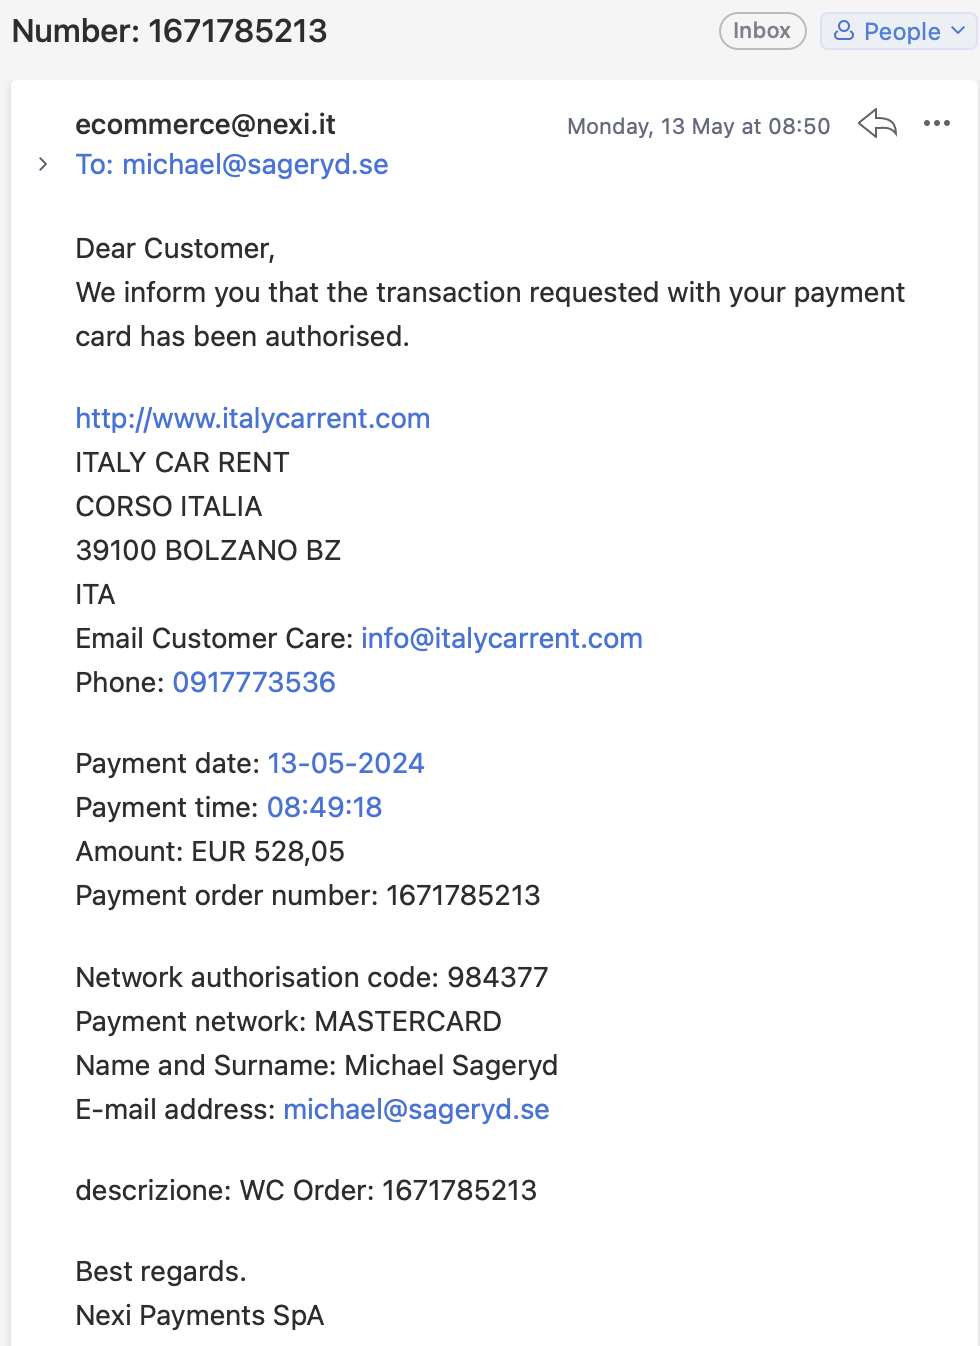 Number: 1671785213
Inbox
People
ecommerce@nexi.it
Monday, 13 May at 08:50
To: michael@sageryd.se
Dear Customer,
We inform you that the transaction requested with your payment
card has been authorised.
http://www.italycarrent.com
ITALY CAR RENT
CORSO ITALIA
39100 BOLZANO BZ
ITA
Email Customer Care: info@italycarrent.com
Phone: 0917773536
Payment date: 13-05-2024
Payment time: 08:49:18
Amount: EUR 528,05
Payment order number: 1671785213
Network authorisation code: 984377
Payment network: MASTERCARD
Name and Surname: Michael Sageryd
E-mail address: michael@sageryd.se
descrizione: WC Order: 1671785213
Best regards.
Nexi Payments SpA